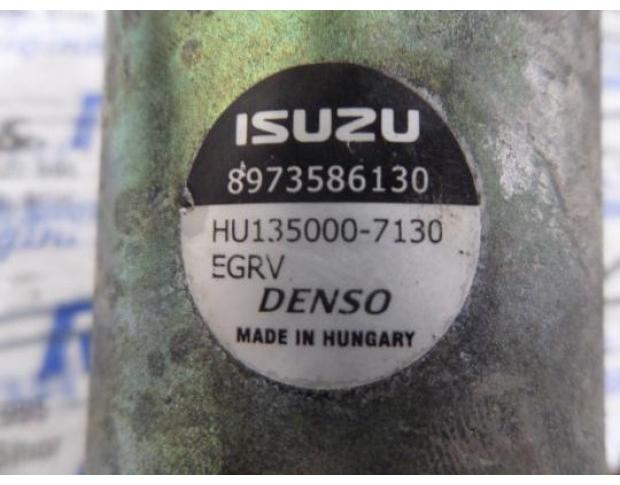 ISUZU
8973586130
HU135000-7130
EGRV
DENSO
MADE IN HUNGARY